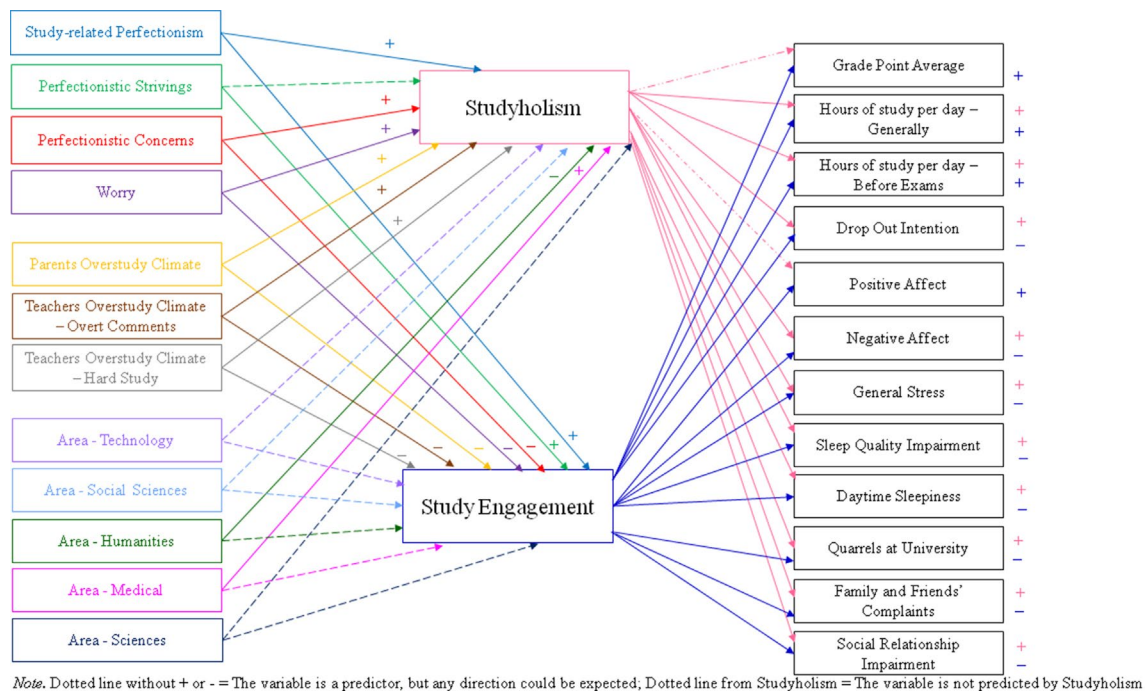 Study-related Perfectionism
Perfectionistic Strivings
Perfectionistic Concerns
Worry
Parents Overstudy Climate
Teachers Overstudy Climate
– Overt Comments
Teachers Overstudy Climate
– Hard Study
Area - Technology
Area - Social Sciences
Area - Humanities
Area - Medical
Area - Sciences
+
+
+
+
+
+
–
+
Studyholism
–
–
–
–
–
+
+
Study Engagement
Grade Point Average
+
Hours of study per day –
Generally
+
+
Hours of study per day –
Before Exams
+
+
Drop Out Intention
+
–
Positive Affect
+
Negative Affect
+
–
General Stress
+
–
Sleep Quality Impairment
+
–
Daytime Sleepiness
+
–
Quarrels at University
+
–
Family and Friends'
Complaints
+
–
Social Relationship
Impairment
+
–
Note. Dotted line without + or - = The variable is a predictor, but any direction could be expected; Dotted line from Studyholism = The variable is not predicted by Studyholism